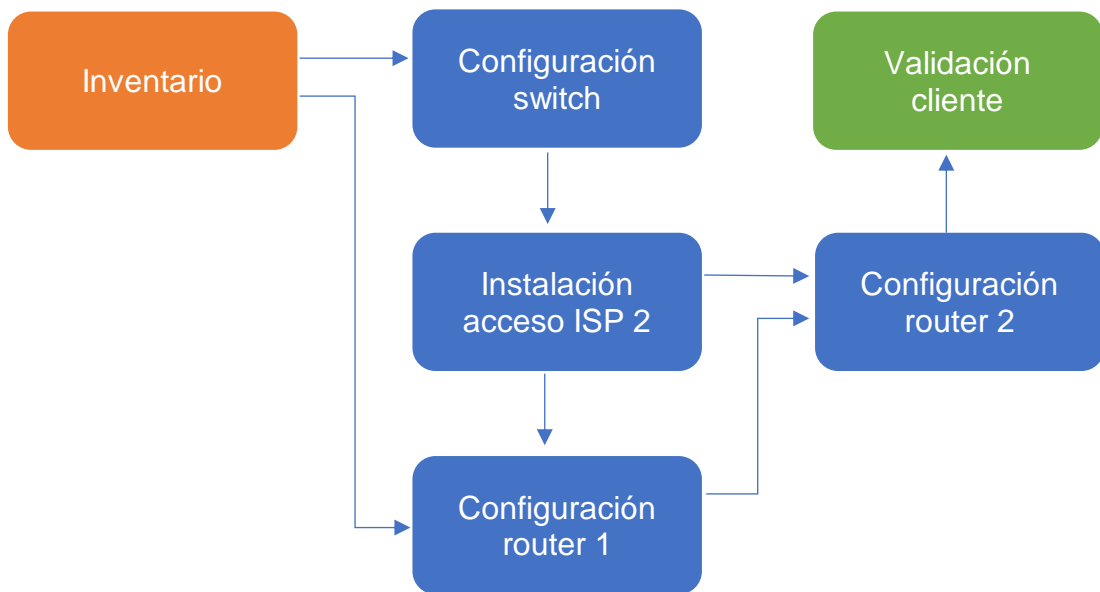 Inventario
Configuración
switch
Validación
cliente
Instalación
acceso ISP 2
Configuración
router 2
Configuración
router 1